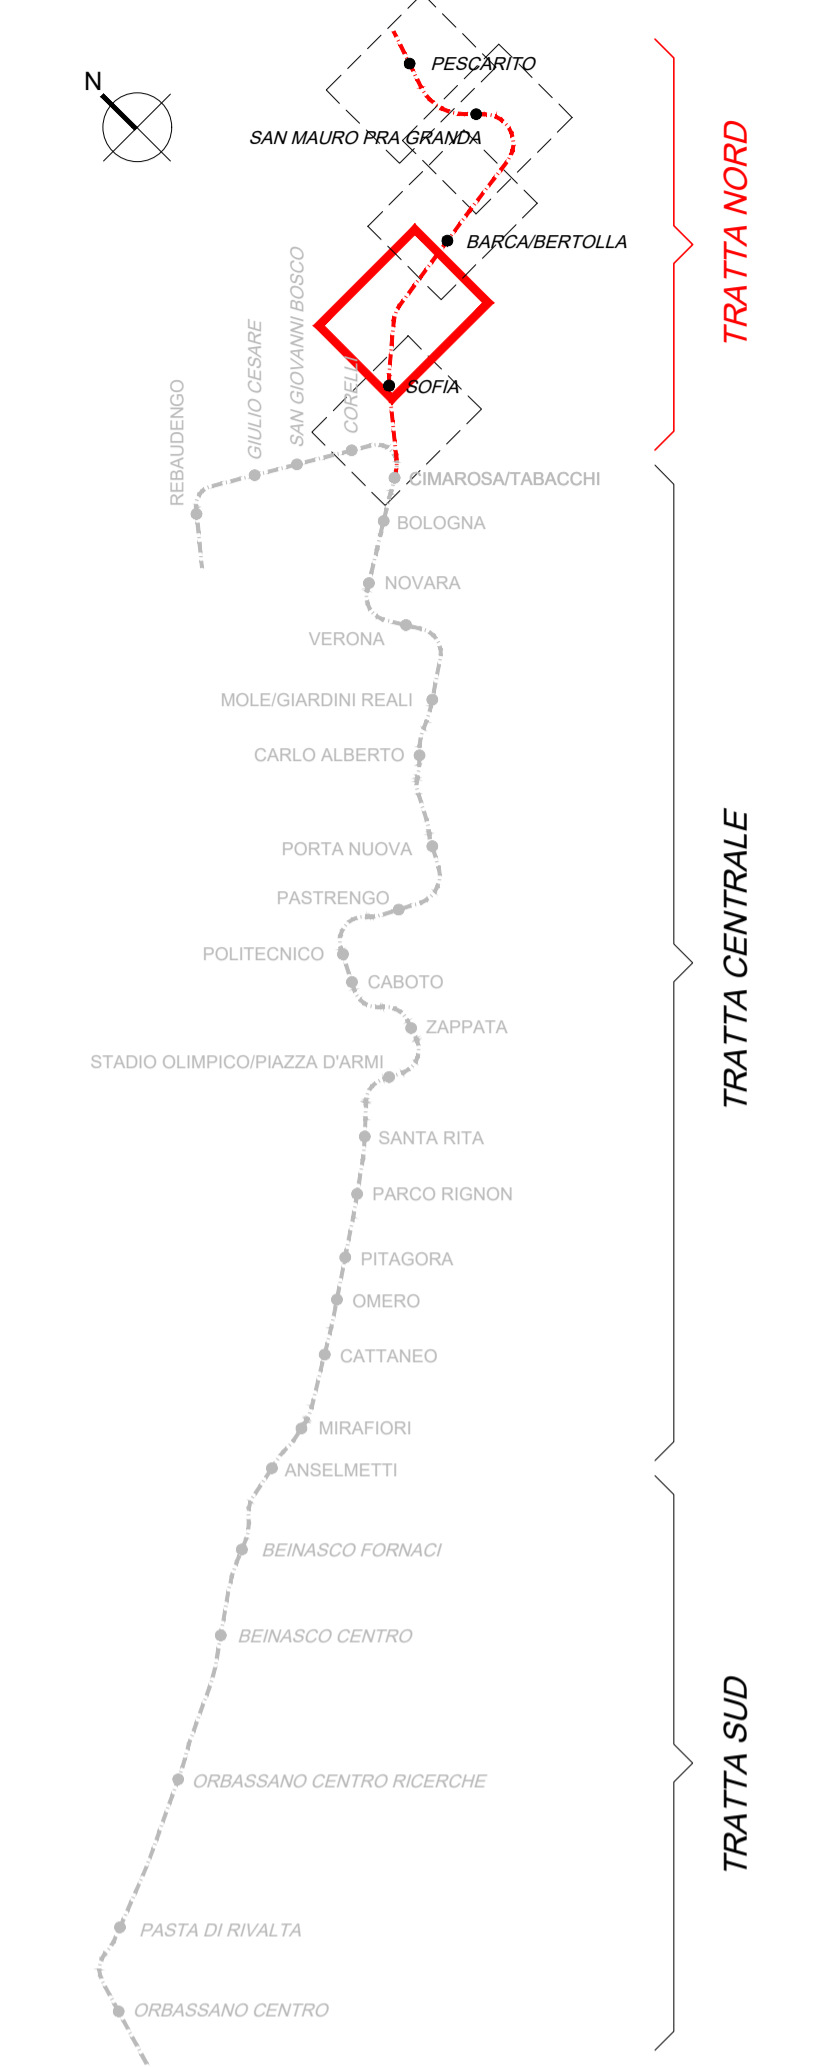 N
PESCARITO
SAN MAURO PRA GRANDA
BARCA/BERTOLLA
TRATTA NORD
SAN GIOVANNI BOSCO
GIULIO CESARE
CORELLI
REBAUDENGO
SOFIA
CIMAROSA/TABACCHI
BOLOGNA
NOVARA
VERONA
MOLE/GIARDINI REALI
CARLO ALBERTO
PORTA NUOVA
PASTRENGO
POLITECNICO
CABOTO
TRATTA CENTRALE
ZAPPATA
STADIO OLIMPICO/PIAZZA D'ARMI
SANTA RITA
PARCO RIGNON
PITAGORA
OMERO
CATTANEO
MIRAFIORI
ANSELMETTI
BEINASCO FORNACI
BEINASCO CENTRO
TRATTA SUD
ORBASSANO CENTRO RICERCHE
PASTA DI RIVALTA
ORBASSANO CENTRO